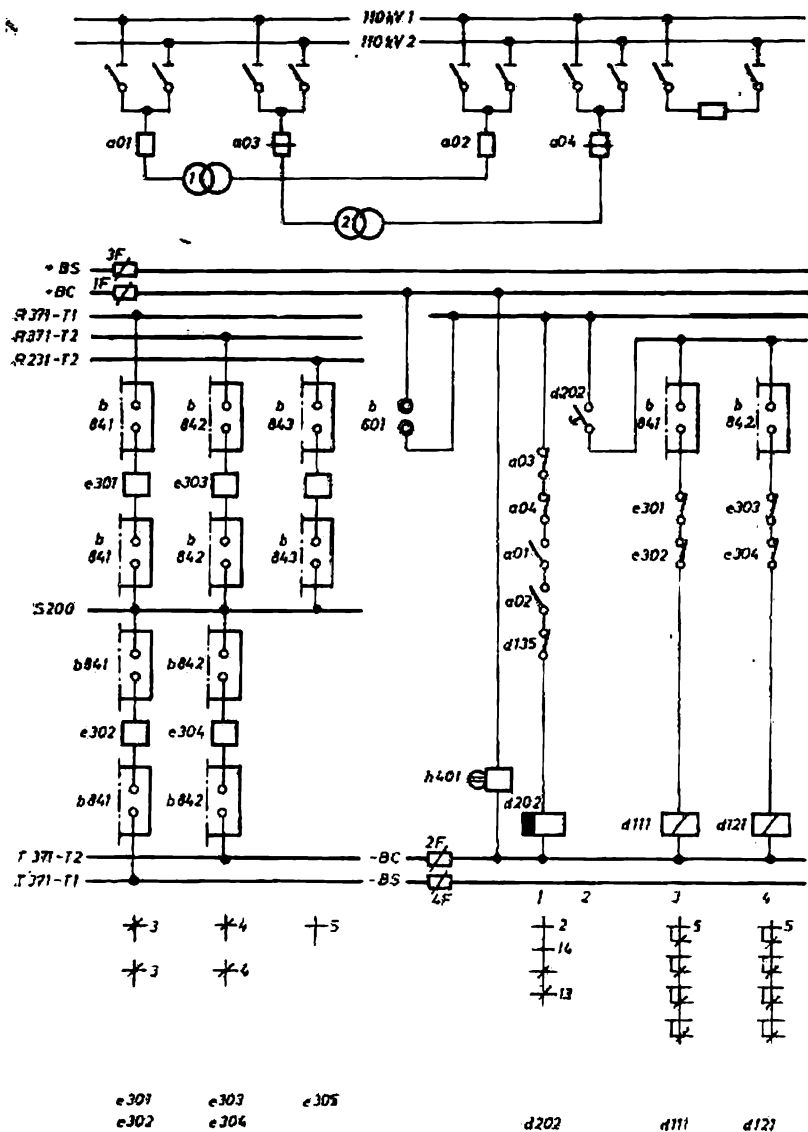 110 kV.1
110 kV.2
a01 a03 a02 a04
1
2
3F
+BS
1F
+BC
R371-T1
R371-T2
R231-T2
b 841 b 842 b 843 b 601 d202 b 841 b 842
a03
e301 e303 a04 e301 e303
b 841 b 842 b 843 a01 e302 e304
a02
S200
d135
b841 b842
e302 e304
h401
b841 b842 d202 d111 d121
T371-T2 -BC 2F
T371-T1 -BS 4F
1 2 3 4
3 4 5 2 5 5
14
3 4
13
e301 e303 e305
e302 e304 d202 d111 d121